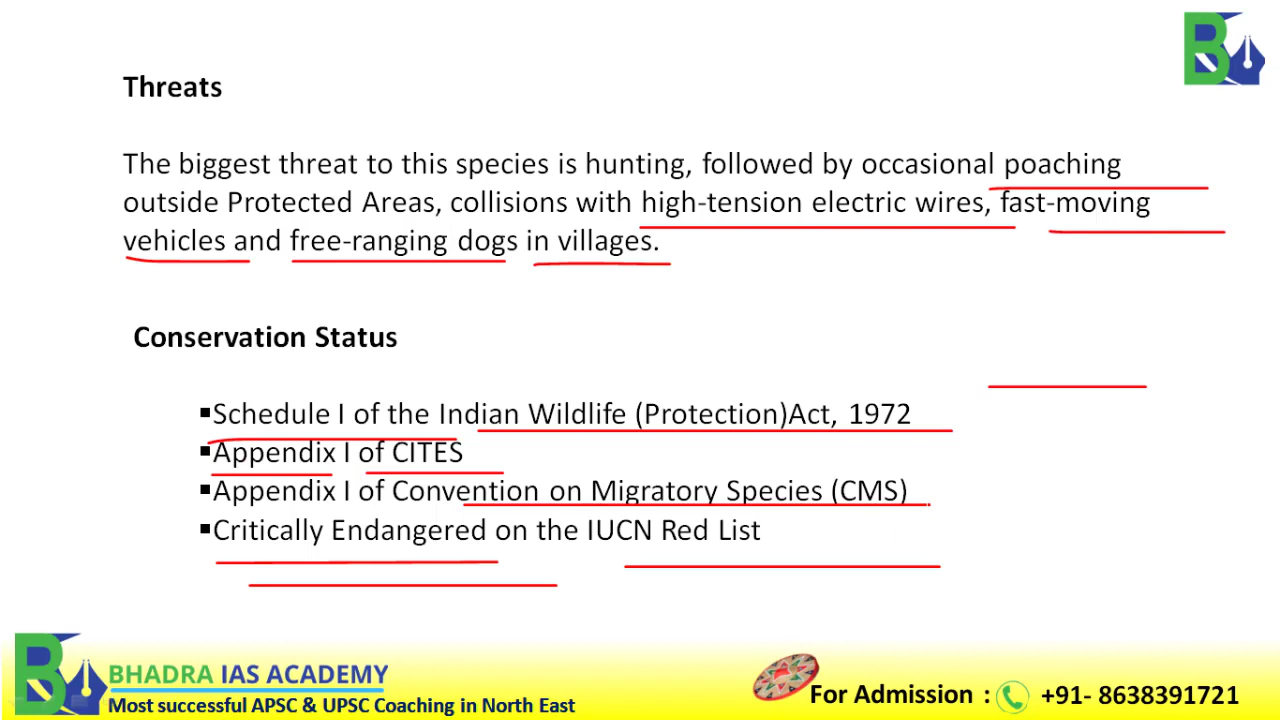 Threats
The biggest threat to this species is hunting, followed by occasional poaching
outside Protected Areas, collisions with high-tension electric wires, fast-moving
vehicles and free-ranging dogs in villages.
Conservation Status
▪Schedule I of the Indian Wildlife (Protection)Act, 1972
▪Appendix I of CITES
▪Appendix I of Convention on Migratory Species (CMS)
▪Critically Endangered on the IUCN Red List
BHADRA IAS ACADEMY
Most successful APSC & UPSC Coaching in North East
For Admission : +91- 8638391721